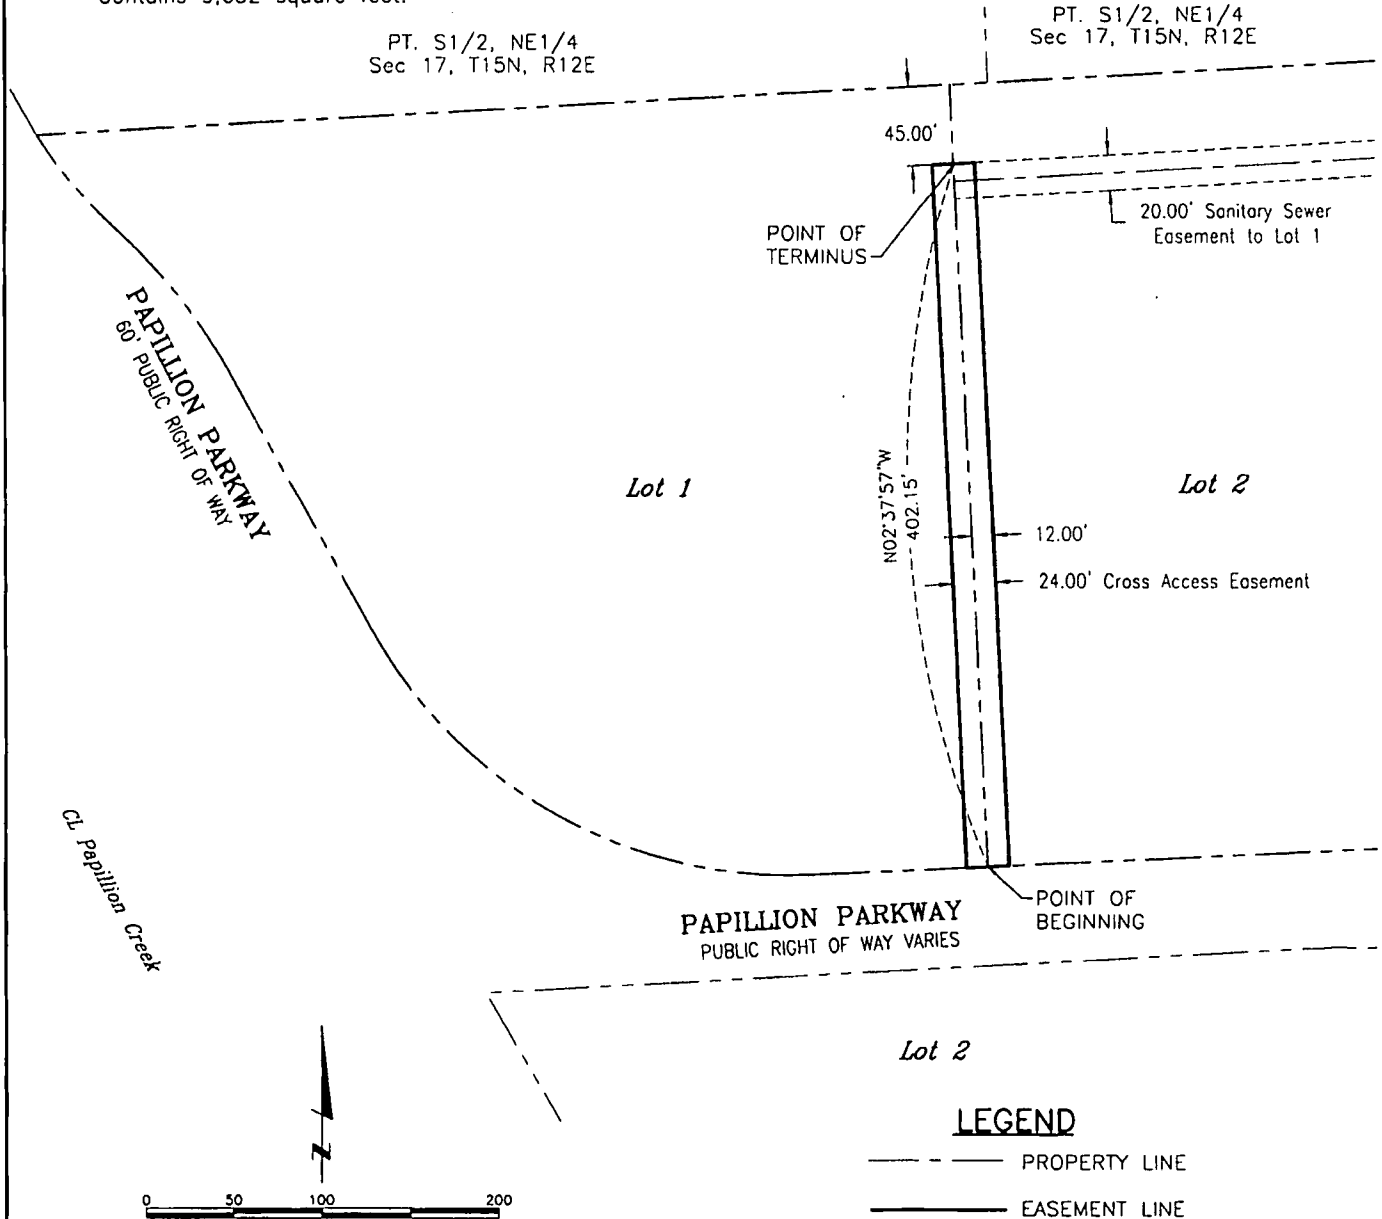 PT. S1/2, NE1/4
Sec 17, T15N, R12E
PT. S1/2, NE1/4
Sec 17, T15N, R12E
45.00'
20.00' Sanitary Sewer
Easement to Lot 1
POINT OF
TERMINUS
PAPILLION PARKWAY
60' PUBLIC RIGHT OF WAY
Lot 1
N02°37'57"W
402.15'
Lot 2
12.00'
24.00' Cross Access Easement
CL Papillion Creek
POINT OF
BEGINNING
PAPILLION PARKWAY
PUBLIC RIGHT OF WAY VARIES
Lot 2
N
LEGEND
PROPERTY LINE
EASEMENT LINE
0 50 100 200